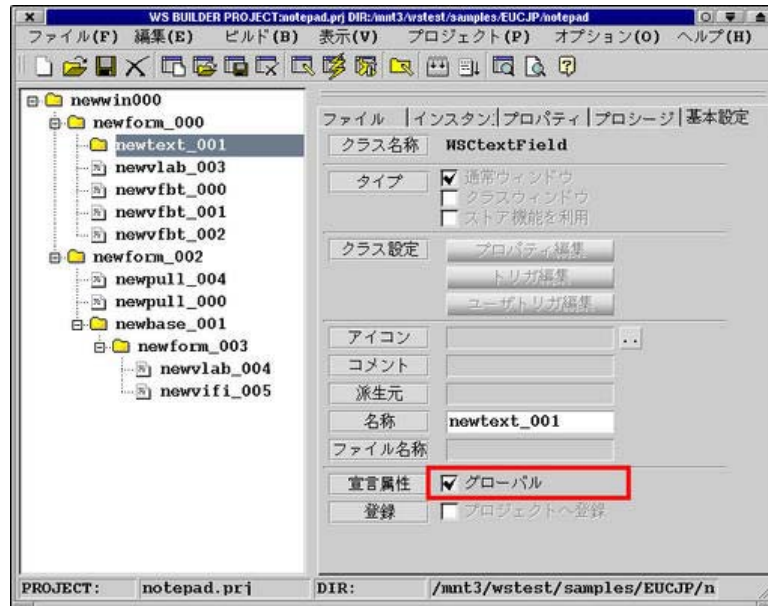 WS BUILDER PROJECT:notepad.prj DIR:/mnt3/wstest/samples/EUCJP/notepad
ファイル(F) 編集(E) ビルド(B) 表示(V) プロジェクト(P) オプション(O) ヘルプ(H)
newwin000
newform_000
newtext_001
newvlab_003
newvfbt_000
newvfbt_001
newvfbt_002
newform_002
newpull_004
newpull_000
newbase_001
newform_003
newvlab_004
newvifi_005
ファイル インスタン. プロパティ プロシージ 基本設定
クラス名称 WSCtextField
タイプ 通常ウィンドウ
クラスウィンドウ
ストア機能を利用
クラス設定 プロパティ編集
トリガ編集
ユーザトリガ編集
アイコン ..
コメント
派生元
名称 newtext_001
ファイル名称
宣言属性 グローバル
登録 プロジェクトへ登録
PROJECT: notepad.prj DIR: /mnt3/wstest/samples/EUCJP/n